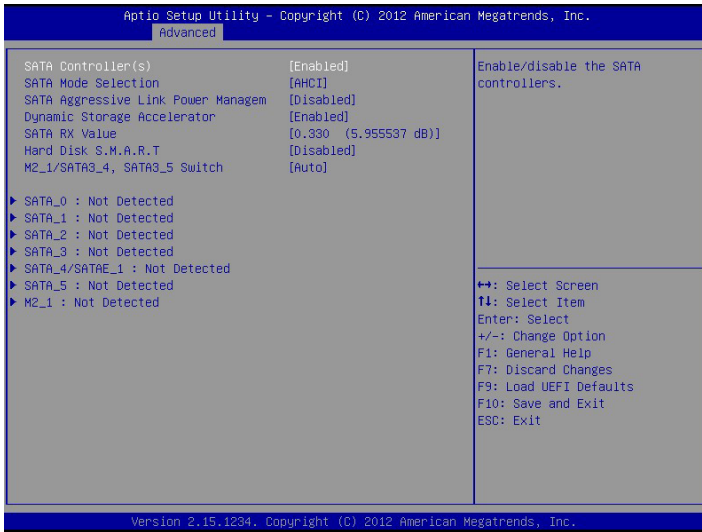 Aptio Setup Utility – Copyright (C) 2012 American Megatrends, Inc.
Advanced
SATA Controller(s) [Enabled]
SATA Mode Selection [AHCI]
SATA Aggressive Link Power Managem [Disabled]
Dynamic Storage Accelerator [Enabled]
SATA RX Value [0.330 (5.955537 dB)]
Hard Disk S.M.A.R.T [Disabled]
M2_1/SATA3_4, SATA3_5 Switch [Auto]
SATA_0 : Not Detected
SATA_1 : Not Detected
SATA_2 : Not Detected
SATA_3 : Not Detected
SATA_4/SATAE_1 : Not Detected
SATA_5 : Not Detected
M2_1 : Not Detected
Enable/disable the SATA
controllers.
↔: Select Screen
↑↓: Select Item
Enter: Select
+/-: Change Option
F1: General Help
F7: Discard Changes
F9: Load UEFI Defaults
F10: Save and Exit
ESC: Exit
Version 2.15.1234. Copyright (C) 2012 American Megatrends, Inc.